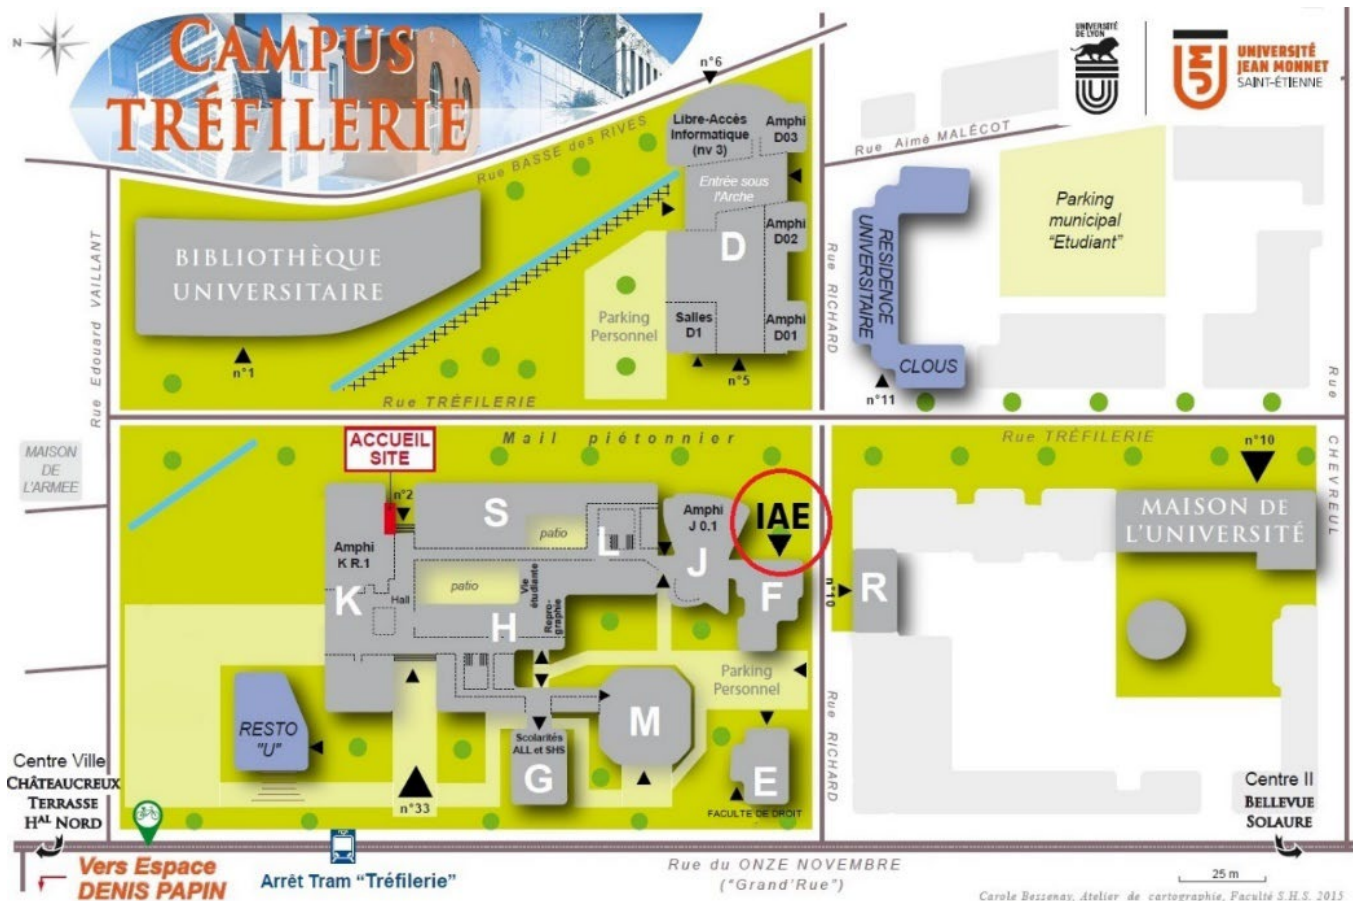 N
CAMPUS
TRÉFILERIE
n°6
UNIVERSITÉ
DE LYON
UNIVERSITÉ
JEAN MONNET
SAINT-ÉTIENNE
Rue BASSE des RIVES
Libre-Accès
Informatique
(nv 3)
Amphi
D03
Rue Aimé MALÉCOT
Entrée sous
l'Arche
Parking
municipal
"Etudiant"
BIBLIOTHÈQUE
UNIVERSITAIRE
Rue Edouard VAILLANT
D
Amphi
D02
Rue RICHARD
RESIDENCE
UNIVERSITAIRE
Parking
Personnel
Salles
D1
Amphi
D01
CLOUS
n°1
n°5
n°11
Rue
Rue TRÉFILERIE
MAISON
DE
L'ARMEE
ACCUEIL
SITE
Mail piétonnier
Rue TRÉFILERIE
n°10
CHEVREUL
n°2
S
patio
L
Amphi
J 0.1
IAE
MAISON DE
L'UNIVERSITÉ
Amphi
K R.1
K
Hall
patio
Vie
étudiante
Repro-
graphie
H
J
F
n°10
R
Parking
Personnel
RESTO
"U"
Scolarités
ALL et SHS
G
M
E
Rue RICHARD
FACULTE DE DROIT
n°33
Centre Ville
CHÂTEAUCREUX
TERRASSE
HAL NORD
Centre II
BELLEVUE
SOLAURE
Vers Espace
DENIS PAPIN
Arrêt Tram "Tréfilerie"
Rue du ONZE NOVEMBRE
("Grand'Rue")
25 m
Carole Bessenay, Atelier de cartographie, Faculté S.H.S. 2015